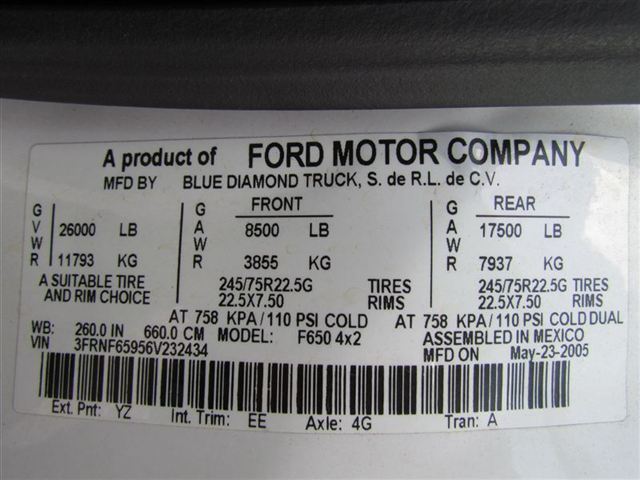 A product of FORD MOTOR COMPANY
MFD BY BLUE DIAMOND TRUCK, S. de R.L. de C.V.
GVWR GAWR FRONT GAWR REAR
26000 LB 8500 LB 17500 LB
11793 KG 3855 KG 7937 KG
A SUITABLE TIRE 245/75R22.5G TIRES 245/75R22.5G TIRES
AND RIM CHOICE 22.5X7.50 RIMS 22.5X7.50 RIMS
AT 758 KPA/110 PSI COLD AT 758 KPA/110 PSI COLD DUAL
WB: 260.0 IN 660.0 CM MODEL: F650 4x2 ASSEMBLED IN MEXICO
VIN 3FRNF65956V232434 MFD ON May-23-2005
Ext. Pnt: YZ Int. Trim: EE Axle: 4G Tran: A